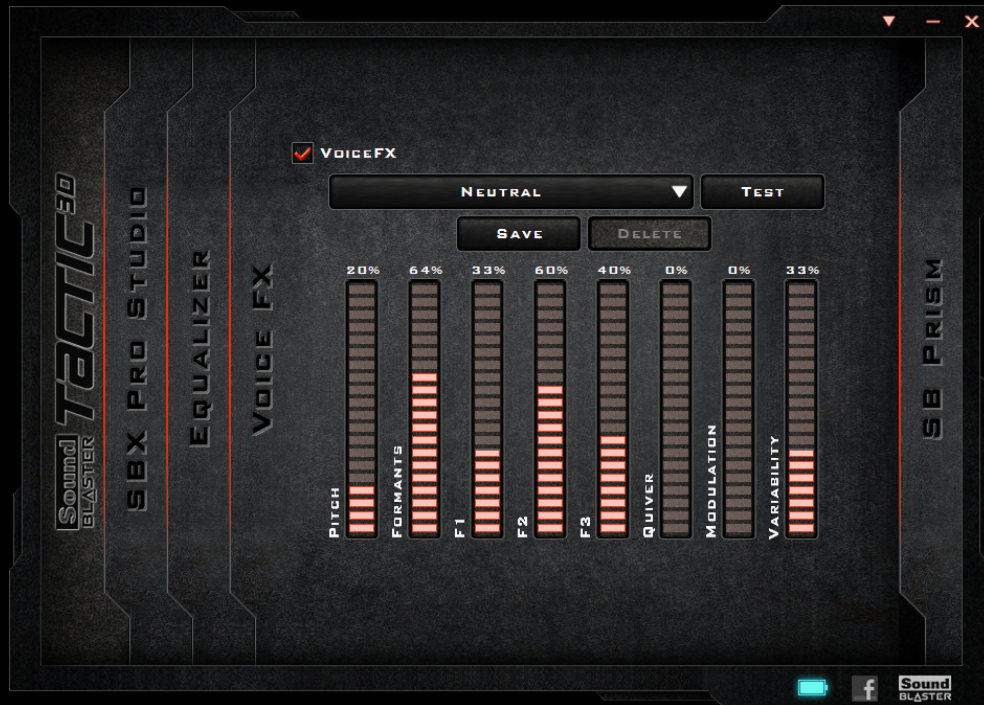 Sound
BLASTER
TACTIC3D
SBX PRO STUDIO
EQUALIZER
VOICE FX
VOICEFX
NEUTRAL
TEST
SAVE
DELETE
20% 64% 33% 60% 40% 0% 0% 33%
PITCH
FORMANTS
F1
F2
F3
QUIVER
MODULATION
VARIABILITY
SB PRISM
f
Sound
BLASTER